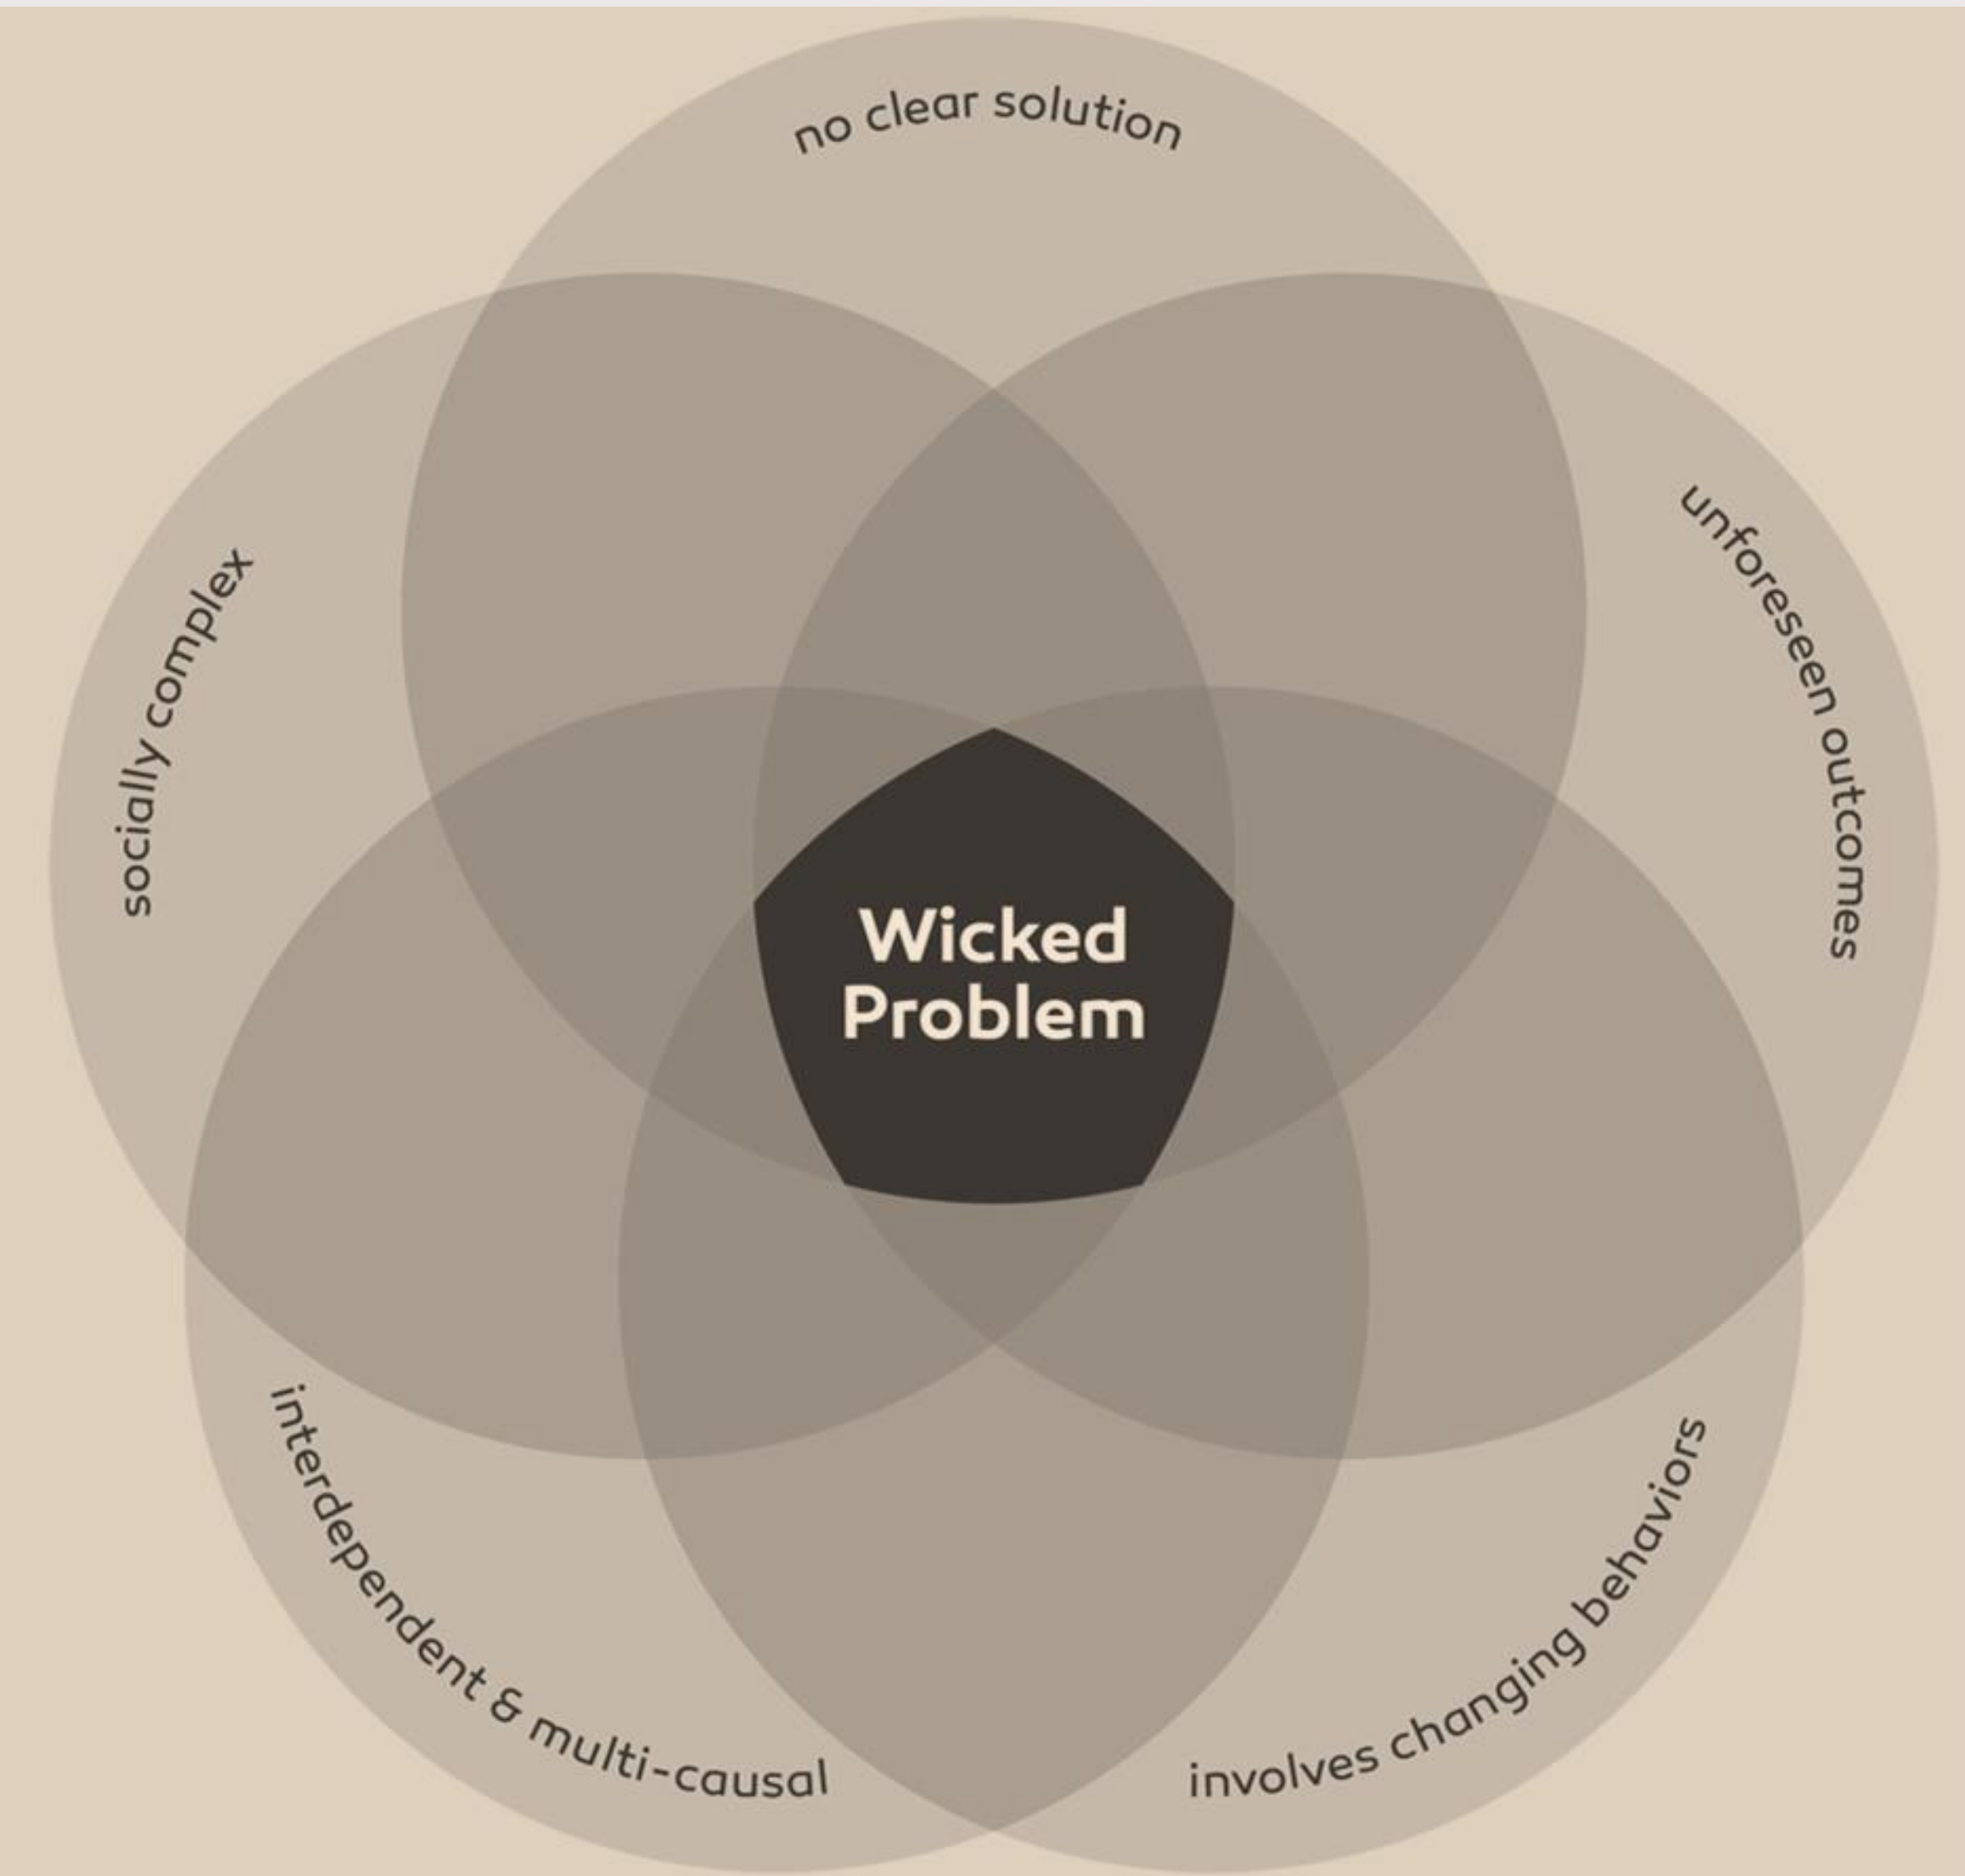 no clear solution
unforeseen outcomes
socially complex
Wicked
Problem
interdependent & multi-causal
involves changing behaviors